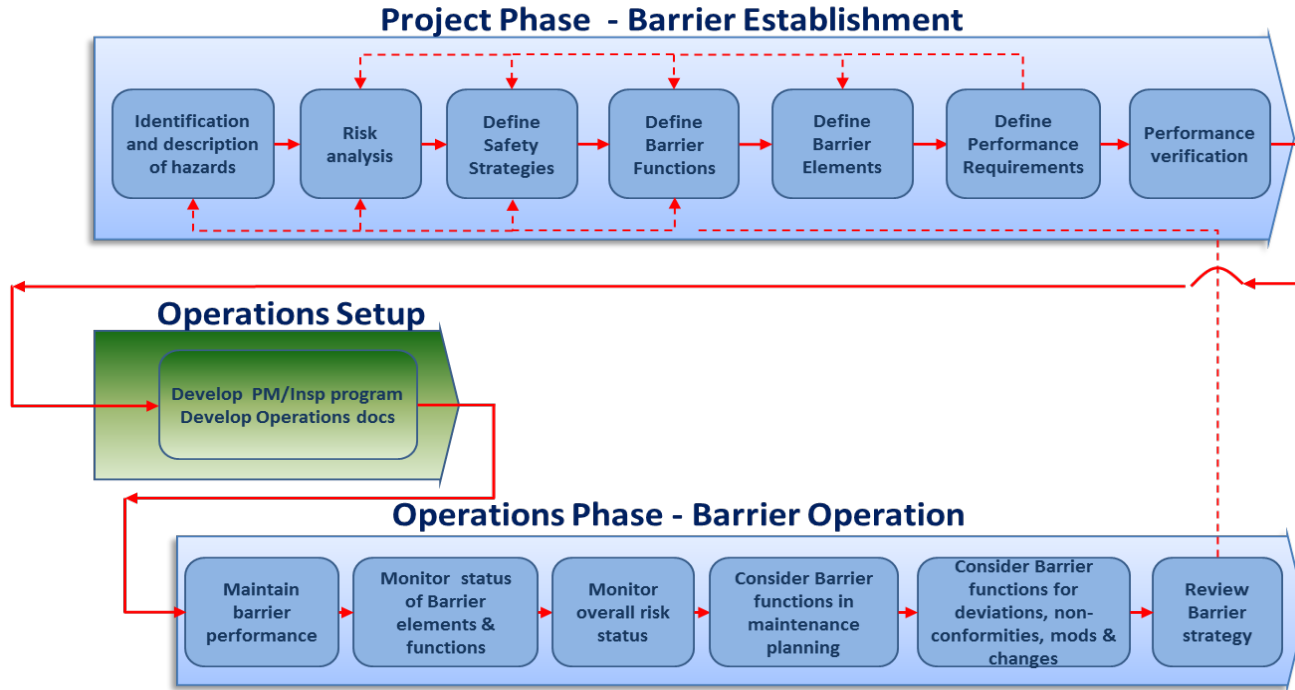 Project Phase - Barrier Establishment
Identification
and description
of hazards
Risk
analysis
Define
Safety
Strategies
Define
Barrier
Functions
Define
Barrier
Elements
Define
Performance
Requirements
Performance
verification
Operations Setup
Develop PM/Insp program
Develop Operations docs
Operations Phase - Barrier Operation
Maintain
barrier
performance
Monitor status
of Barrier
elements &
functions
Monitor
overall risk
status
Consider Barrier
functions in
maintenance
planning
Consider Barrier
functions for
deviations, non-
conformities, mods &
changes
Review
Barrier
strategy